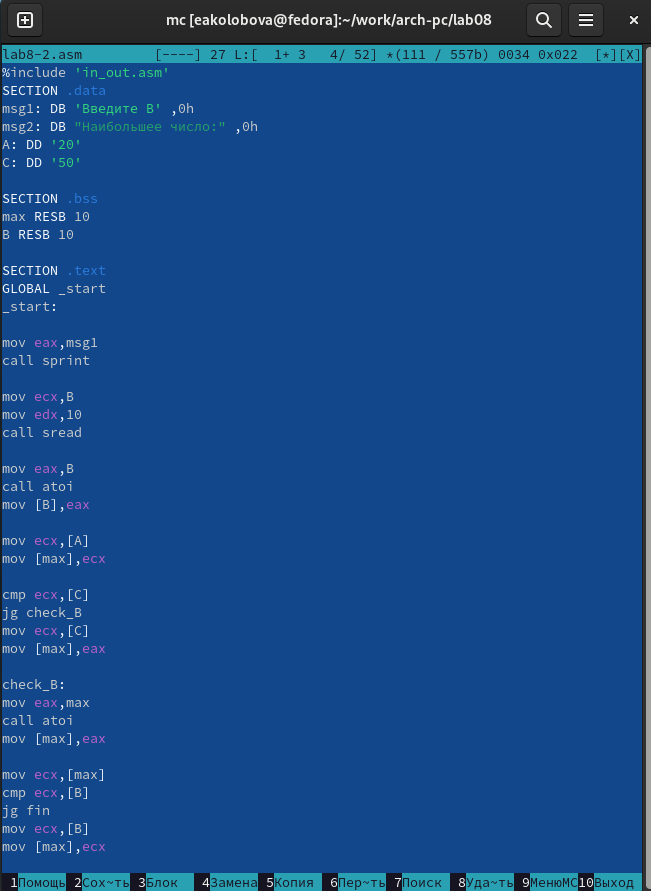 mc [eakolobova@fedora]:~/work/arch-pc/lab08
lab8-2.asm [----] 27 L:[ 1+ 3 4/ 52] *(111 / 557b) 0034 0x022 [*][X]
%include 'in_out.asm'
SECTION .data
msg1: DB 'Введите B' ,0h
msg2: DB "Наибольшее число:" ,0h
A: DD '20'
C: DD '50'
SECTION .bss
max RESB 10
B RESB 10
SECTION .text
GLOBAL _start
_start:
mov eax,msg1
call sprint
mov ecx,B
mov edx,10
call sread
mov eax,B
call atoi
mov [B],eax
mov ecx,[A]
mov [max],ecx
cmp ecx,[C]
jg check_B
mov ecx,[C]
mov [max],eax
check_B:
mov eax,max
call atoi
mov [max],eax
mov ecx,[max]
cmp ecx,[B]
jg fin
mov ecx,[B]
mov [max],ecx
1Помощь 2Сох~ть 3Блок 4Замена 5Копия 6Пер~ть 7Поиск 8Уда~ть 9МенюMC 10Выход